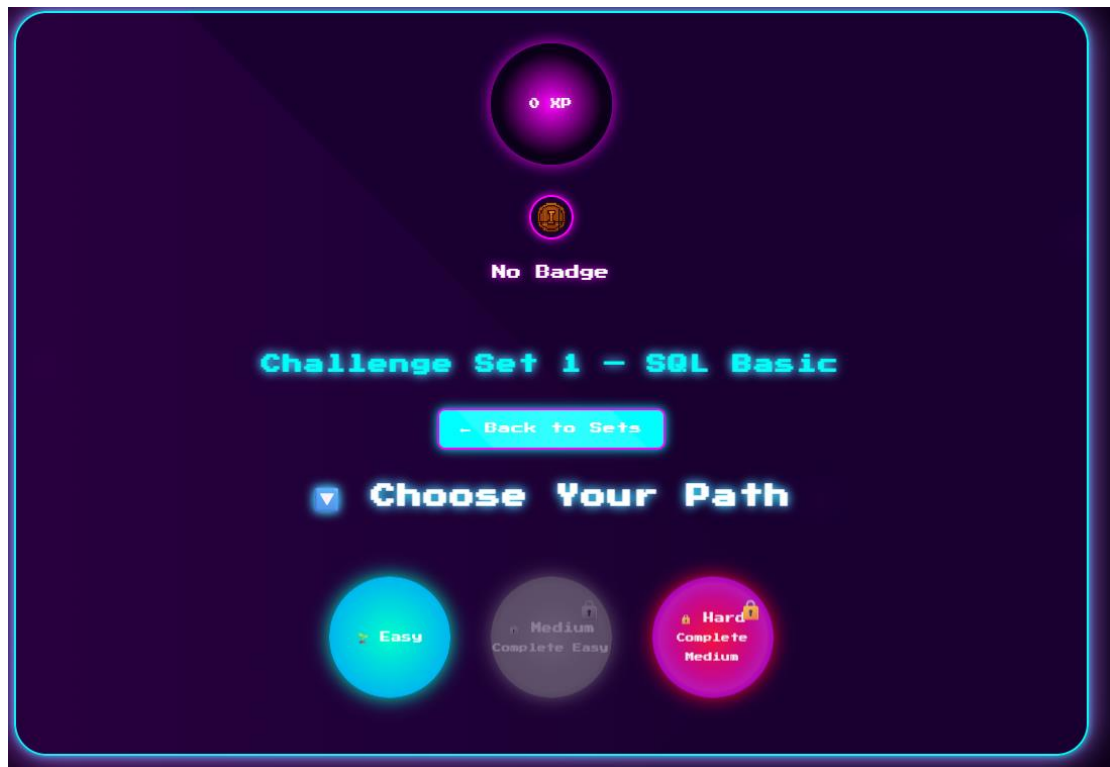 0 XP
No Badge
Challenge Set 1 — SQL Basic
← Back to Sets
Choose Your Path
Easy
Medium
Complete Easy
Hard
Complete
Medium